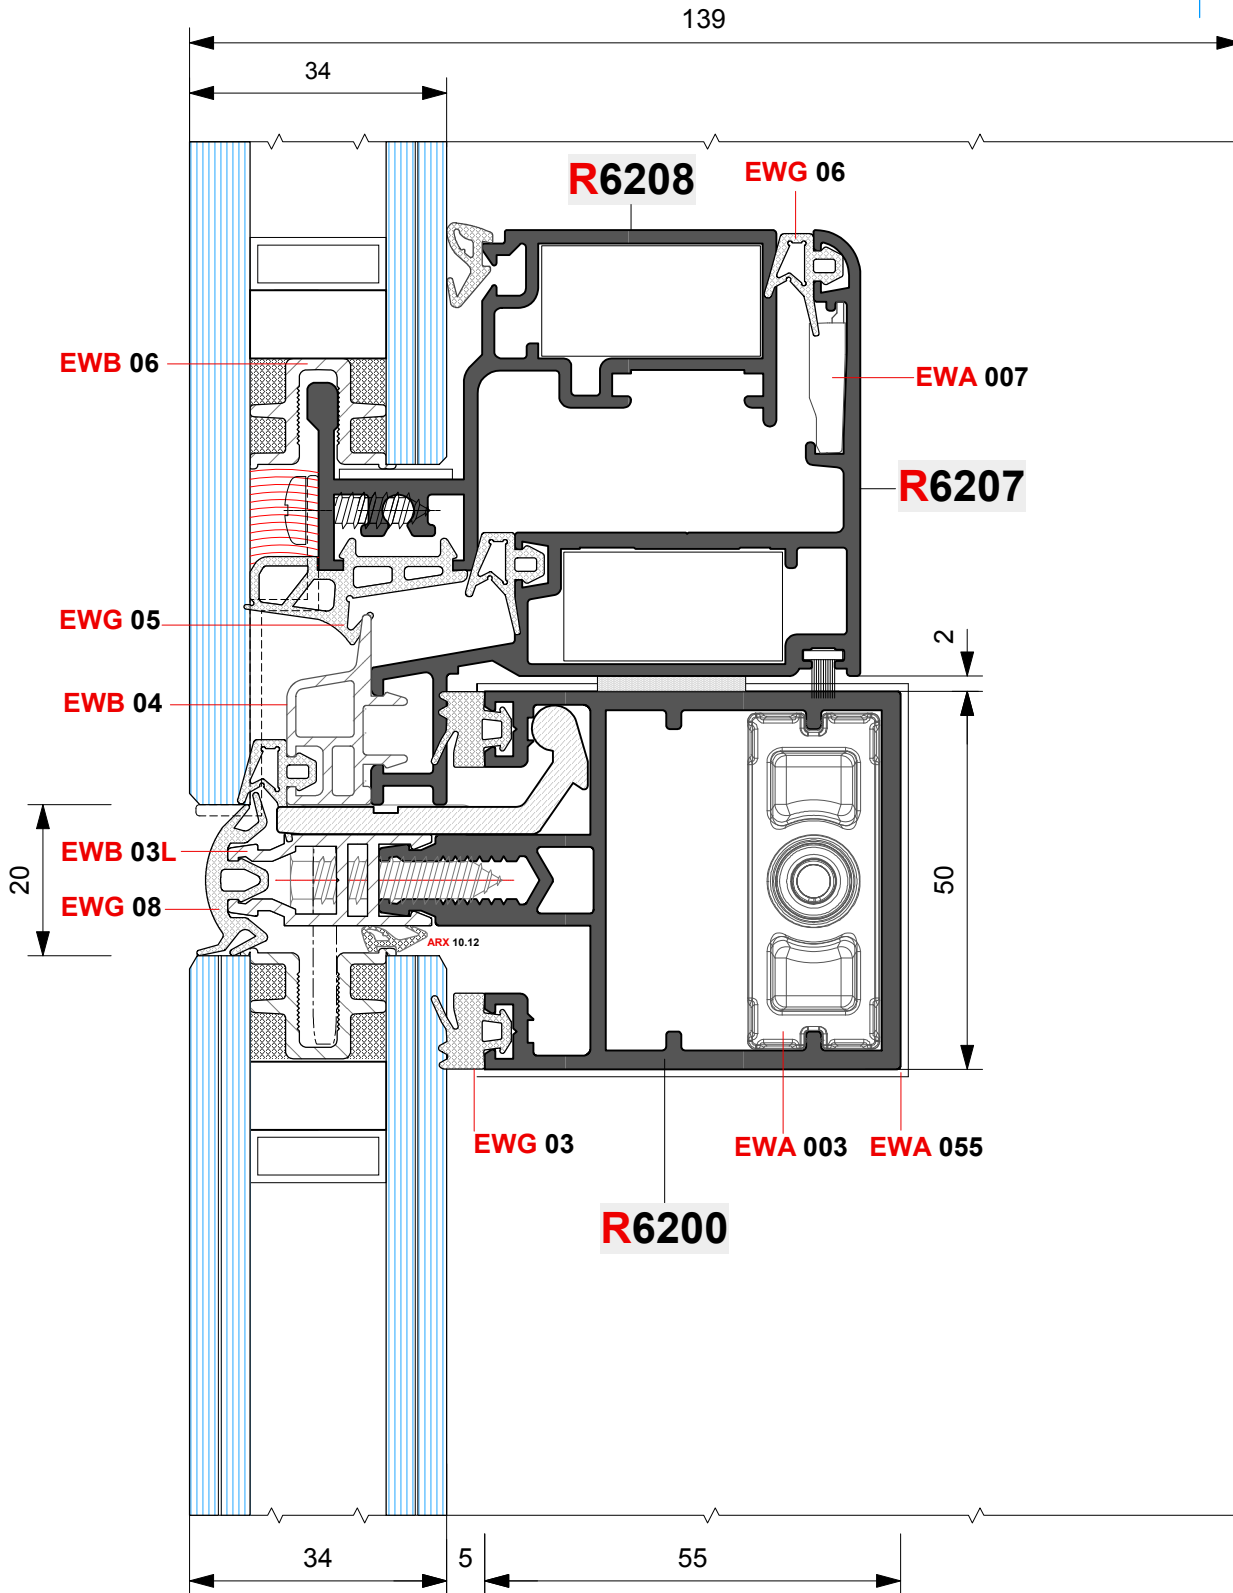 139
34
R6208
EWG 06
EWB 06
EWA 007
R6207
EWG 05
2
EWB 04
EWB 03L
20
50
EWG 08
ARX 10.12
EWG 03
EWA 003
EWA 055
R6200
34
5
55